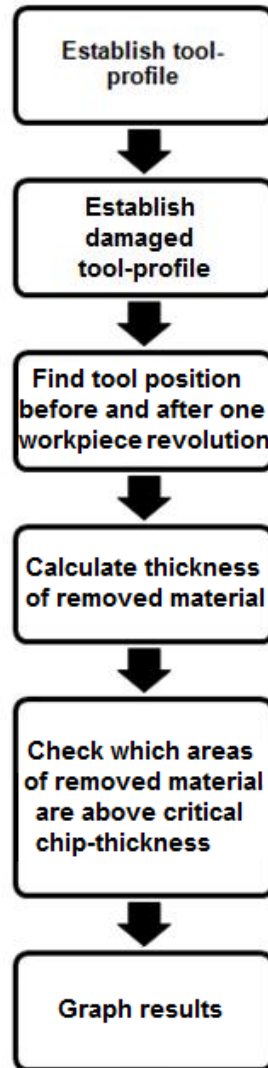 Establish tool-
profile
Establish
damaged
tool-profile
Find tool position
before and after one
workpiece revolution
Calculate thickness
of removed material
Check which areas
of removed material
are above critical
chip-thickness
Graph results